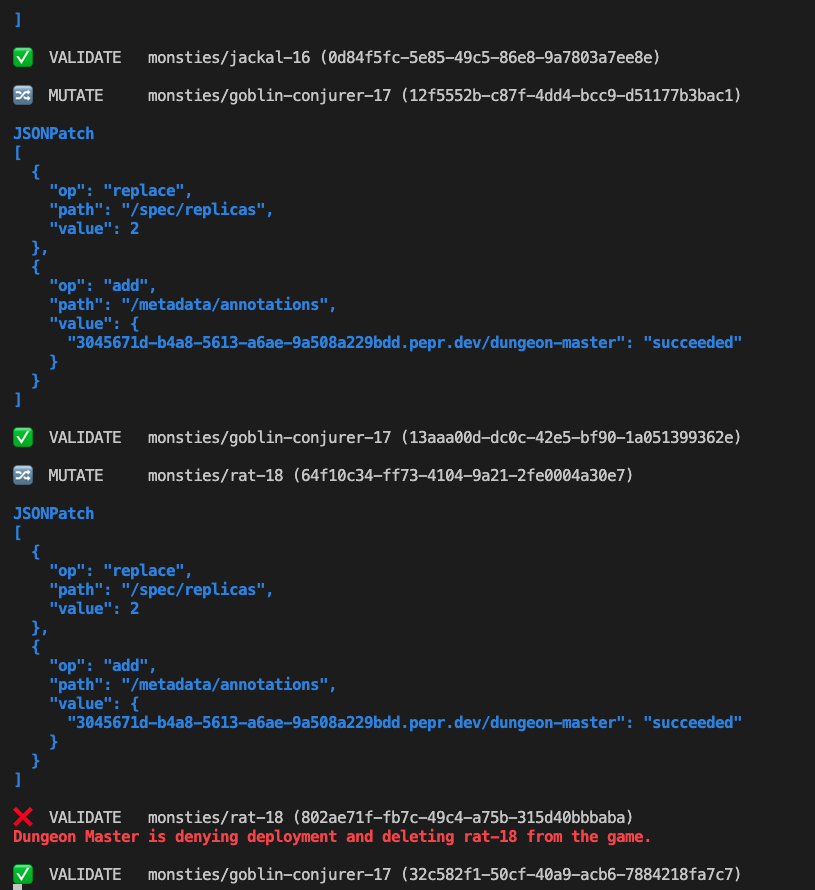 ]
✅ VALIDATE monsties/jackal-16 (0d84f5fc-5e85-49c5-86e8-9a7803a7ee8e)
🔀 MUTATE monsties/goblin-conjurer-17 (12f5552b-c87f-4dd4-bcc9-d51177b3bac1)
JSONPatch
[
  {
    "op": "replace",
    "path": "/spec/replicas",
    "value": 2
  },
  {
    "op": "add",
    "path": "/metadata/annotations",
    "value": {
      "3045671d-b4a8-5613-a6ae-9a508a229bdd.pepr.dev/dungeon-master": "succeeded"
    }
  }
]
✅ VALIDATE monsties/goblin-conjurer-17 (13aaa00d-dc0c-42e5-bf90-1a051399362e)
🔀 MUTATE monsties/rat-18 (64f10c34-ff73-4104-9a21-2fe0004a30e7)
JSONPatch
[
  {
    "op": "replace",
    "path": "/spec/replicas",
    "value": 2
  },
  {
    "op": "add",
    "path": "/metadata/annotations",
    "value": {
      "3045671d-b4a8-5613-a6ae-9a508a229bdd.pepr.dev/dungeon-master": "succeeded"
    }
  }
]
❌ VALIDATE monsties/rat-18 (802ae71f-fb7c-49c4-a75b-315d40bbbaba)
Dungeon Master is denying deployment and deleting rat-18 from the game.
✅ VALIDATE monsties/goblin-conjurer-17 (32c582f1-50cf-40a9-acb6-7884218fa7c7)